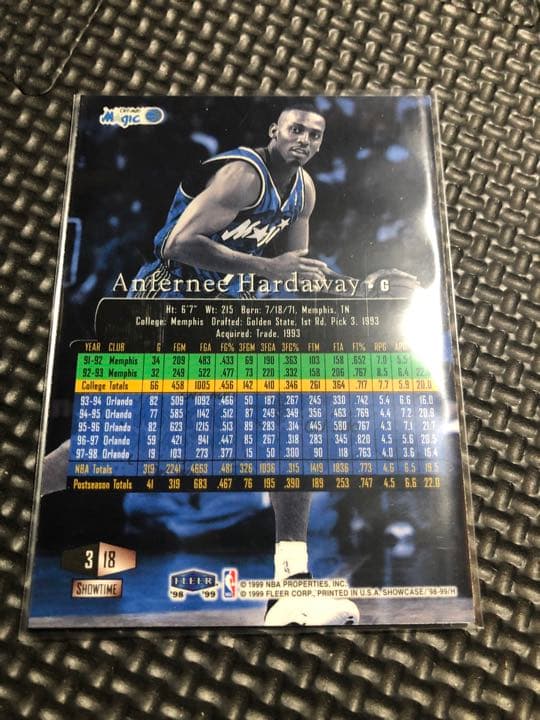 Magic
Magic
Anfernee Hardaway • G
Ht: 6'7" Wt: 215 Born: 7/18/71, Memphis, TN
College: Memphis Drafted: Golden State, 1st Rd, Pick 3, 1993
Acquired: Trade, 1993
YEAR CLUB G FGM FGA FG% 3FGM 3FGA 3FG% FTM FTA FT% RPG
91-92 Memphis 34 209 483 .433 69 190 .363 103 158 .652 7.0 5.5
92-93 Memphis 32 249 522 .477 73 220 .332 158 206 .767 8.5 6.4
College Totals 66 458 1005 .456 142 410 .346 261 364 .717 7.7 5.9 20.0
93-94 Orlando 82 509 1092 .466 50 187 .267 245 330 .742 5.4 6.6 16.0
94-95 Orlando 77 585 1142 .512 87 249 .349 356 463 .769 4.4 7.2 20.9
95-96 Orlando 82 623 1215 .513 89 283 .314 445 580 .767 4.3 7.1 21.7
96-97 Orlando 59 421 941 .447 85 267 .318 283 345 .820 4.5 5.6 20.5
97-98 Orlando 19 103 273 .377 15 50 .300 90 118 .763 4.0 3.6 16.4
NBA Totals 319 2241 4663 .481 326 1036 .315 1419 1836 .773 4.6 6.5 19.5
Postseason Totals 41 319 683 .467 76 195 .390 189 253 .747 4.5 6.6 22.0
3 18
SHOWTIME
FLEER
'98 '99
NBA
© 1999 NBA PROPERTIES, INC.
© 1999 FLEER CORP., PRINTED IN U.S.A. SHOWCASE/'98-99/H